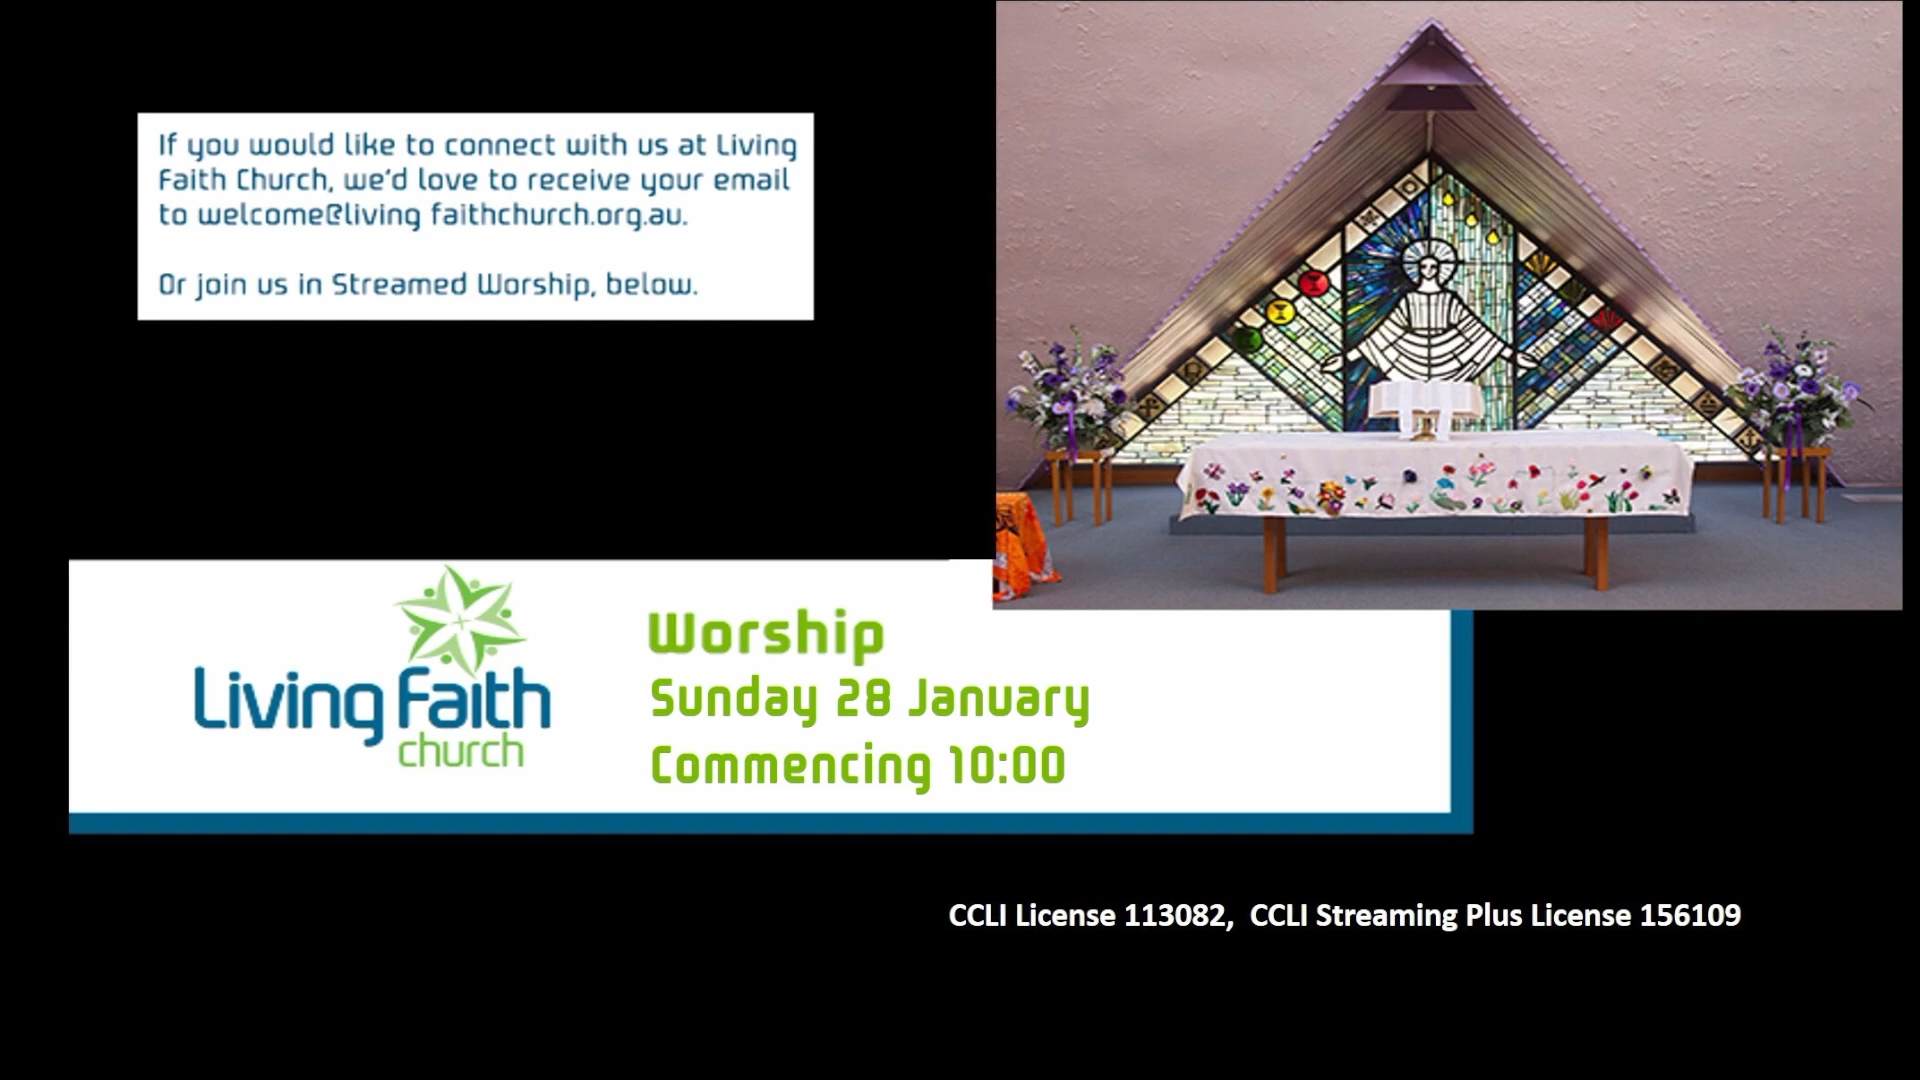 If you would like to connect with us at Living
Faith Church, we'd love to receive your email
to welcome@living faithchurch.org.au.
Or join us in Streamed Worship, below.
Living Faith
church
Worship
Sunday 28 January
Commencing 10:00
CCLI License 113082, CCLI Streaming Plus License 156109